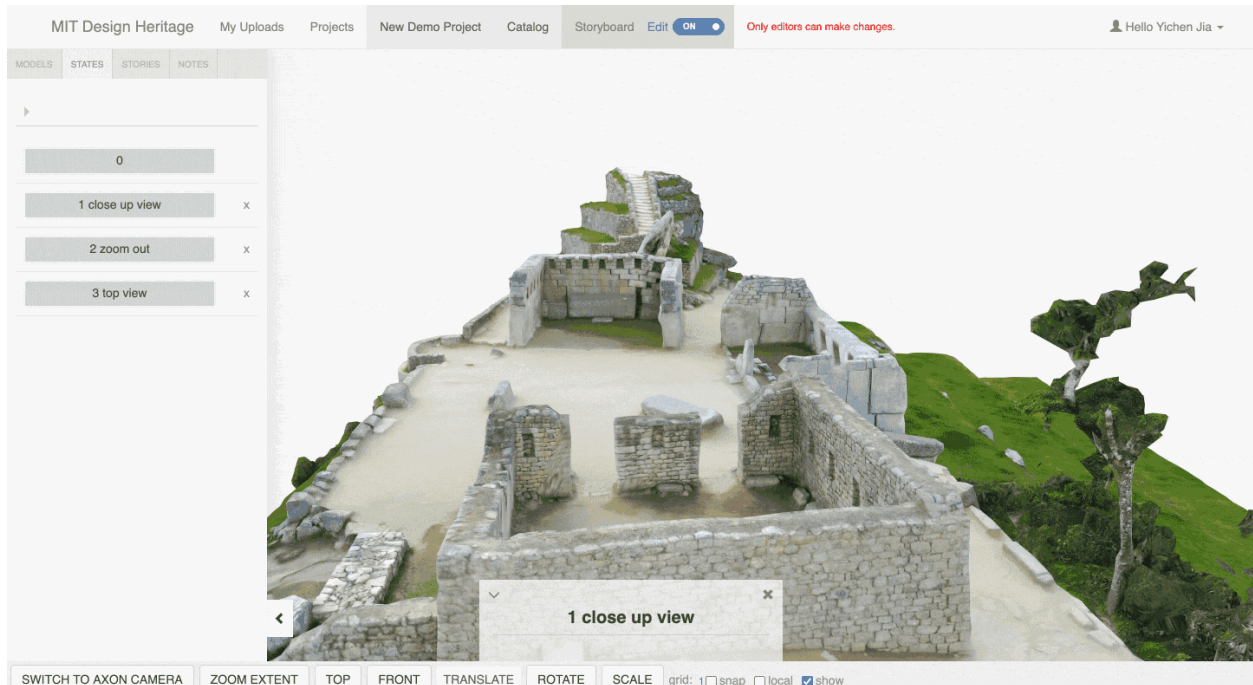 MIT Design Heritage My Uploads Projects New Demo Project Catalog Storyboard Edit ON Only editors can make changes. Hello Yichen Jia
MODELS STATES STORIES NOTES
0
1 close up view x
2 zoom out x
3 top view x
1 close up view
SWITCH TO AXON CAMERA ZOOM EXTENT TOP FRONT TRANSLATE ROTATE SCALE grid: 1 snap local show